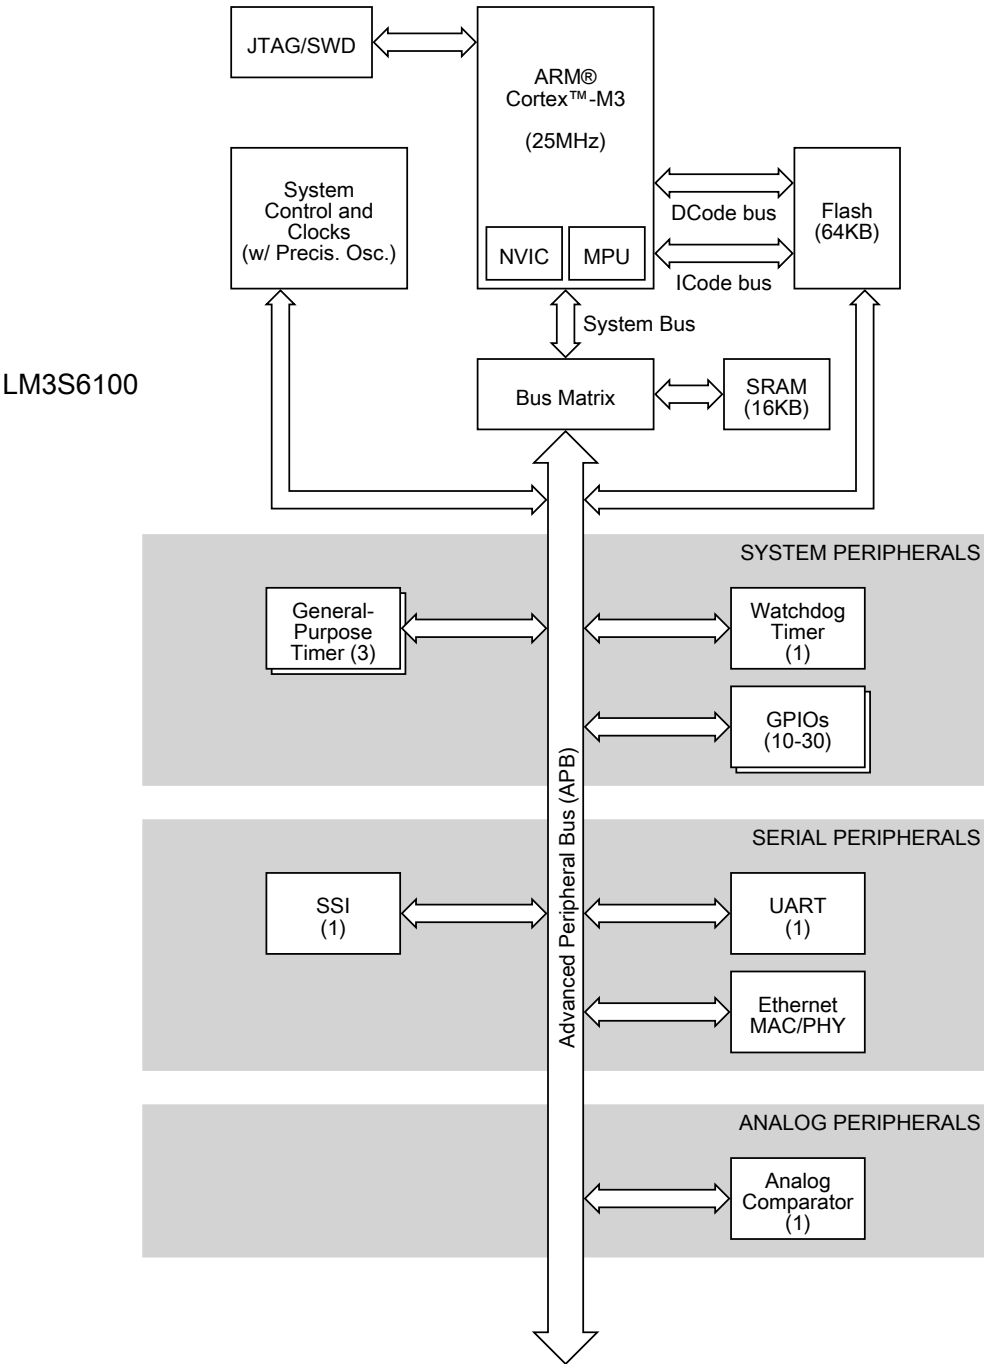 JTAG/SWD
ARM®
Cortex™-M3
(25MHz)
System
Control and
Clocks
(w/ Precis. Osc.)
DCode bus
Flash
(64KB)
NVIC
MPU
ICode bus
System Bus
LM3S6100
Bus Matrix
SRAM
(16KB)
SYSTEM PERIPHERALS
General-
Purpose
Timer (3)
Watchdog
Timer
(1)
GPIOs
(10-30)
Advanced Peripheral Bus (APB)
SERIAL PERIPHERALS
SSI
(1)
UART
(1)
Ethernet
MAC/PHY
ANALOG PERIPHERALS
Analog
Comparator
(1)